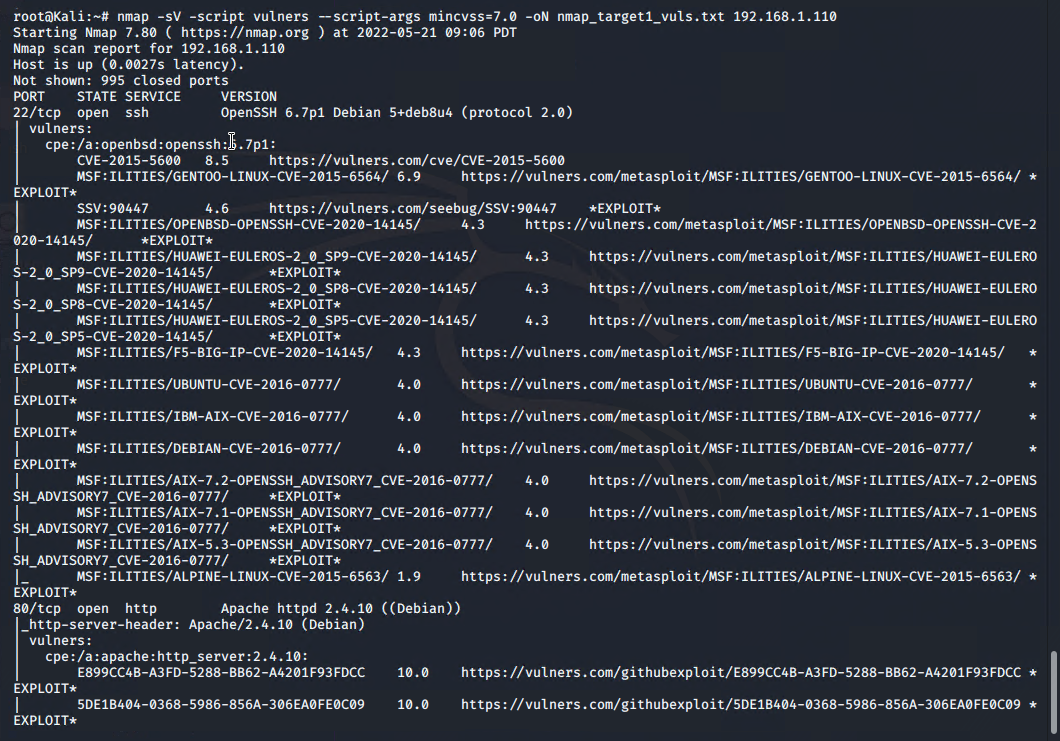 root@Kali:~# nmap -sV -script vulners --script-args mincvss=7.0 -oN nmap_target1_vuls.txt 192.168.1.110
Starting Nmap 7.80 ( https://nmap.org ) at 2022-05-21 09:06 PDT
Nmap scan report for 192.168.1.110
Host is up (0.0027s latency).
Not shown: 995 closed ports
PORT    STATE SERVICE     VERSION
22/tcp  open  ssh         OpenSSH 6.7p1 Debian 5+deb8u4 (protocol 2.0)
| vulners:
|   cpe:/a:openbsd:openssh:6.7p1:
|       CVE-2015-5600   8.5     https://vulners.com/cve/CVE-2015-5600
|       MSF:ILITIES/GENTOO-LINUX-CVE-2015-6564/ 6.9     https://vulners.com/metasploit/MSF:ILITIES/GENTOO-LINUX-CVE-2015-6564/ *
EXPLOIT*
|       SSV:90447       4.6     https://vulners.com/seebug/SSV:90447    *EXPLOIT*
|       MSF:ILITIES/OPENBSD-OPENSSH-CVE-2020-14145/     4.3     https://vulners.com/metasploit/MSF:ILITIES/OPENBSD-OPENSSH-CVE-2
020-14145/      *EXPLOIT*
|       MSF:ILITIES/HUAWEI-EULEROS-2_0_SP9-CVE-2020-14145/      4.3     https://vulners.com/metasploit/MSF:ILITIES/HUAWEI-EULERO
S-2_0_SP9-CVE-2020-14145/       *EXPLOIT*
|       MSF:ILITIES/HUAWEI-EULEROS-2_0_SP8-CVE-2020-14145/      4.3     https://vulners.com/metasploit/MSF:ILITIES/HUAWEI-EULERO
S-2_0_SP8-CVE-2020-14145/       *EXPLOIT*
|       MSF:ILITIES/HUAWEI-EULEROS-2_0_SP5-CVE-2020-14145/      4.3     https://vulners.com/metasploit/MSF:ILITIES/HUAWEI-EULERO
S-2_0_SP5-CVE-2020-14145/       *EXPLOIT*
|       MSF:ILITIES/F5-BIG-IP-CVE-2020-14145/   4.3     https://vulners.com/metasploit/MSF:ILITIES/F5-BIG-IP-CVE-2020-14145/   *
EXPLOIT*
|       MSF:ILITIES/UBUNTU-CVE-2016-0777/       4.0     https://vulners.com/metasploit/MSF:ILITIES/UBUNTU-CVE-2016-0777/       *
EXPLOIT*
|       MSF:ILITIES/IBM-AIX-CVE-2016-0777/      4.0     https://vulners.com/metasploit/MSF:ILITIES/IBM-AIX-CVE-2016-0777/      *
EXPLOIT*
|       MSF:ILITIES/DEBIAN-CVE-2016-0777/       4.0     https://vulners.com/metasploit/MSF:ILITIES/DEBIAN-CVE-2016-0777/       *
EXPLOIT*
|       MSF:ILITIES/AIX-7.2-OPENSSH_ADVISORY7_CVE-2016-0777/    4.0     https://vulners.com/metasploit/MSF:ILITIES/AIX-7.2-OPENS
SH_ADVISORY7_CVE-2016-0777/     *EXPLOIT*
|       MSF:ILITIES/AIX-7.1-OPENSSH_ADVISORY7_CVE-2016-0777/    4.0     https://vulners.com/metasploit/MSF:ILITIES/AIX-7.1-OPENS
SH_ADVISORY7_CVE-2016-0777/     *EXPLOIT*
|       MSF:ILITIES/AIX-5.3-OPENSSH_ADVISORY7_CVE-2016-0777/    4.0     https://vulners.com/metasploit/MSF:ILITIES/AIX-5.3-OPENS
SH_ADVISORY7_CVE-2016-0777/     *EXPLOIT*
|_      MSF:ILITIES/ALPINE-LINUX-CVE-2015-6563/ 1.9     https://vulners.com/metasploit/MSF:ILITIES/ALPINE-LINUX-CVE-2015-6563/ *
EXPLOIT*
80/tcp  open  http        Apache httpd 2.4.10 ((Debian))
|_http-server-header: Apache/2.4.10 (Debian)
| vulners:
|   cpe:/a:apache:http_server:2.4.10:
|       E899CC4B-A3FD-5288-BB62-A4201F93FDCC    10.0    https://vulners.com/githubexploit/E899CC4B-A3FD-5288-BB62-A4201F93FDCC *
EXPLOIT*
|       5DE1B404-0368-5986-856A-306EA0FE0C09    10.0    https://vulners.com/githubexploit/5DE1B404-0368-5986-856A-306EA0FE0C09 *
EXPLOIT*